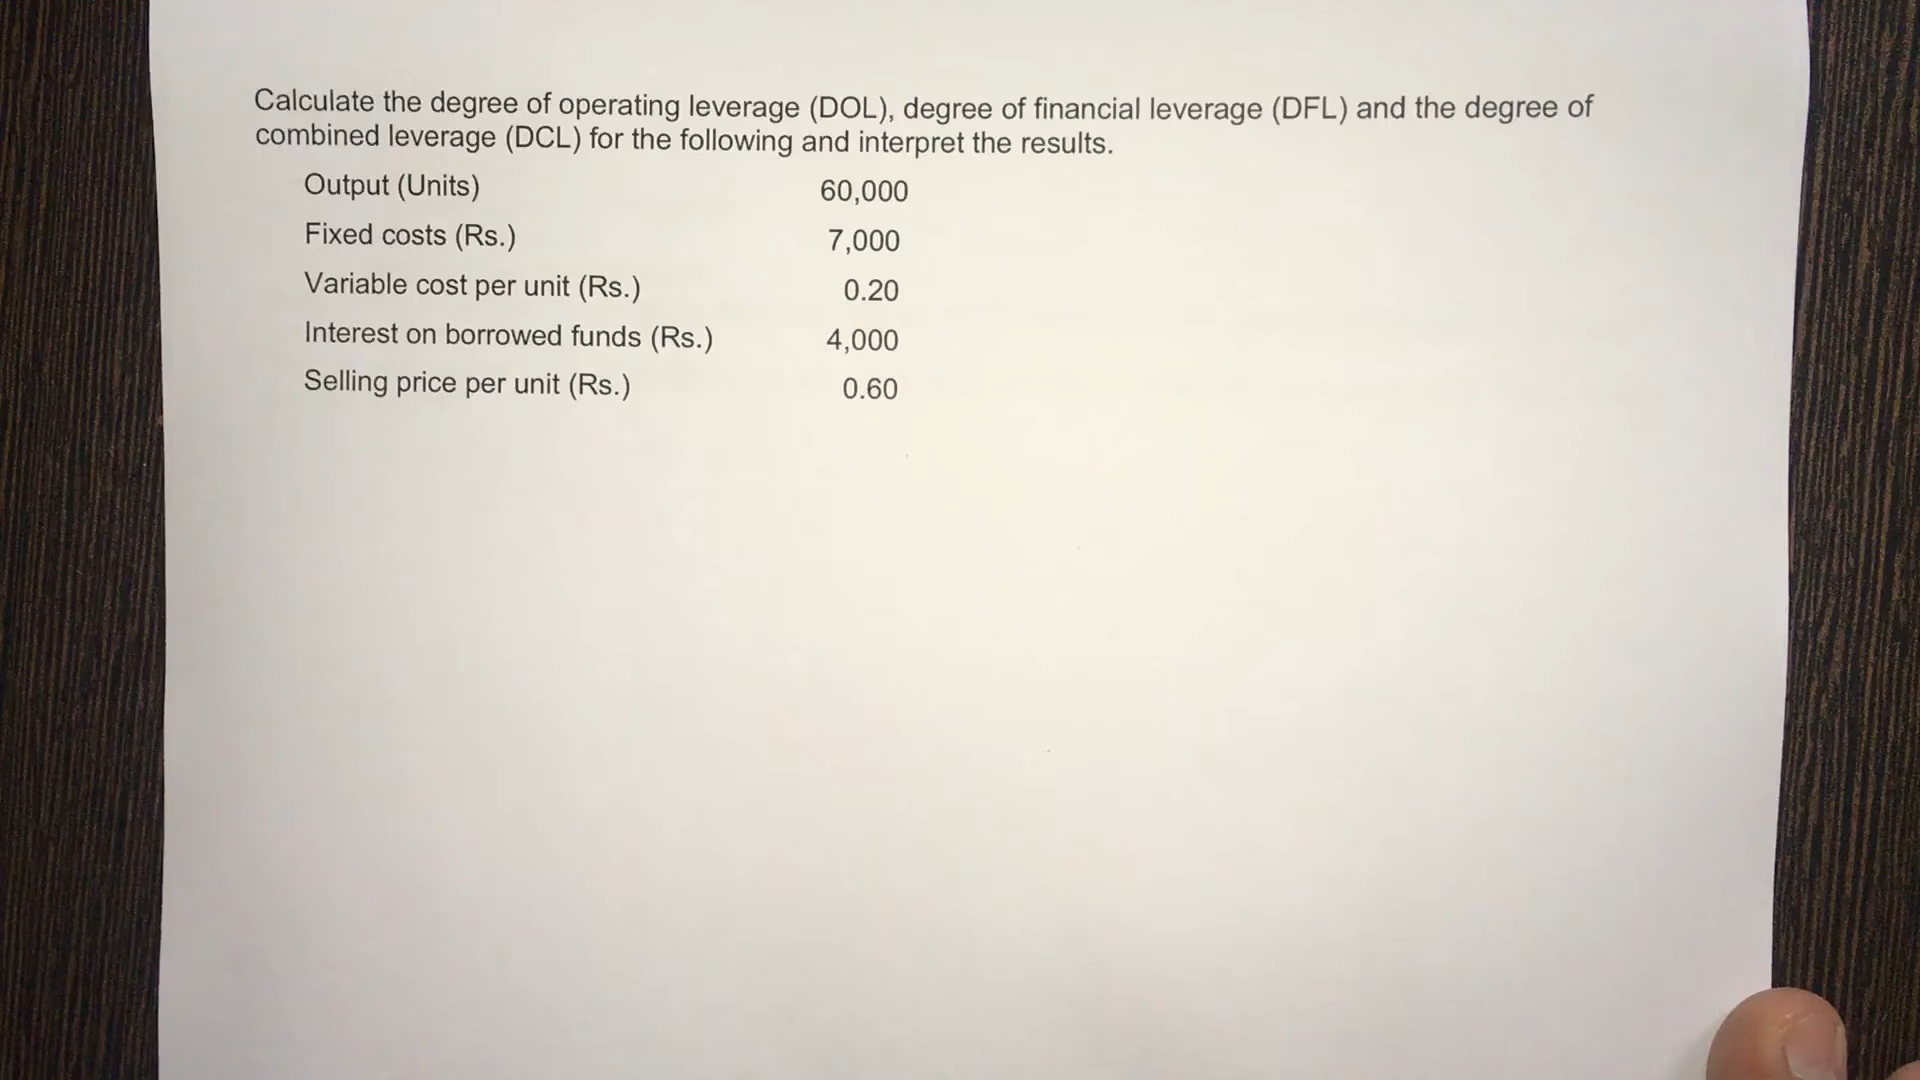 Calculate the degree of operating leverage (DOL), degree of financial leverage (DFL) and the degree of
combined leverage (DCL) for the following and interpret the results.
Output (Units) 60,000
Fixed costs (Rs.) 7,000
Variable cost per unit (Rs.) 0.20
Interest on borrowed funds (Rs.) 4,000
Selling price per unit (Rs.) 0.60